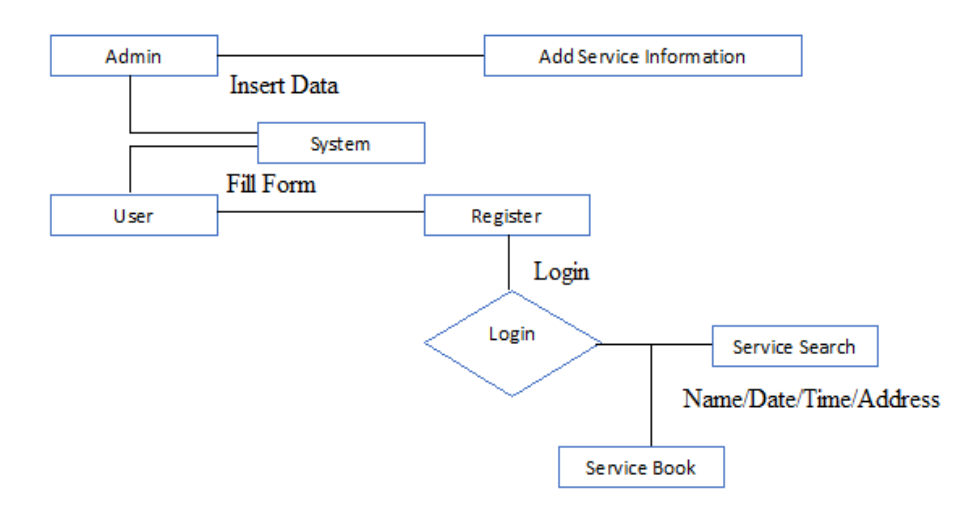 Admin
Add Service Information
Insert Data
System
Fill Form
User
Register
Login
Login
Service Search
Name/Date/Time/Address
Service Book